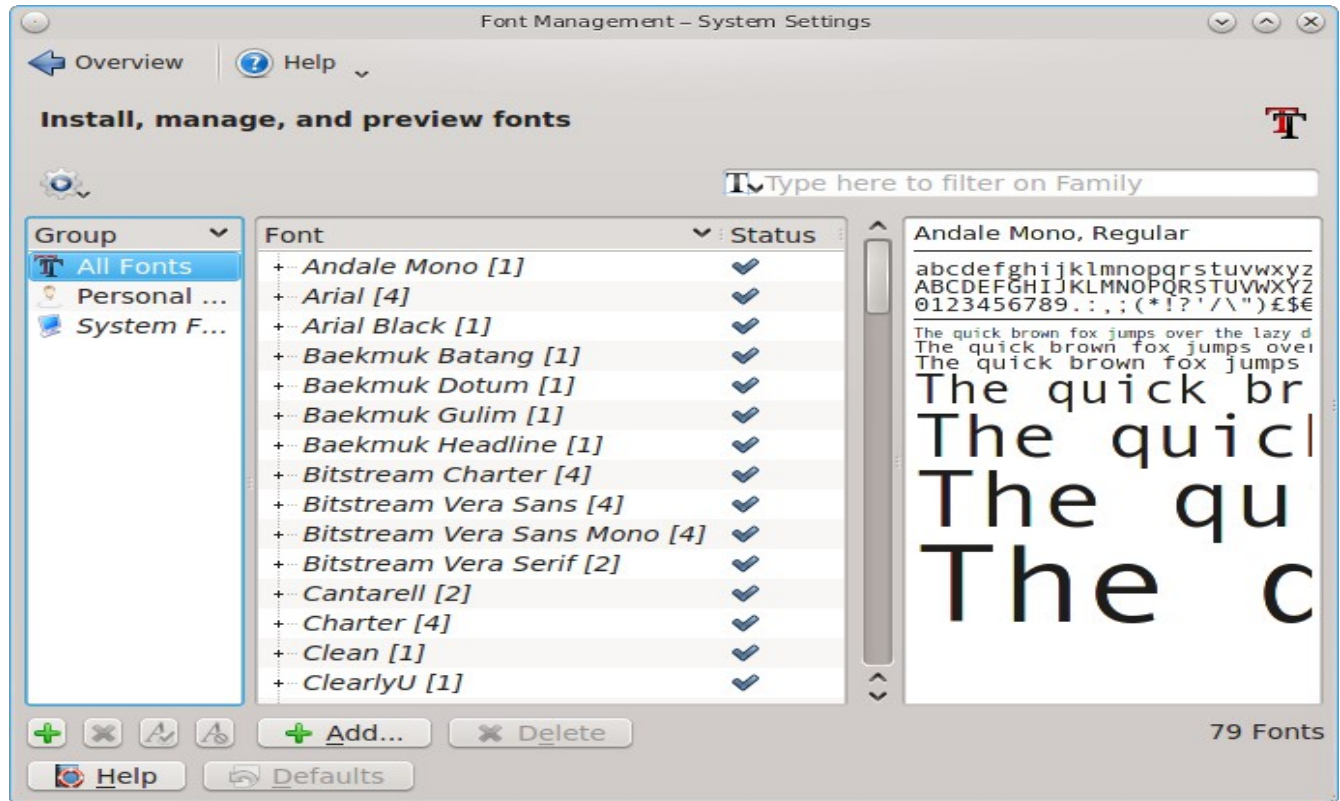 Font Management – System Settings
Overview Help
Install, manage, and preview fonts
Type here to filter on Family
Group
All Fonts
Personal ...
System F...
Font Status
Andale Mono [1]
Arial [4]
Arial Black [1]
Baekmuk Batang [1]
Baekmuk Dotum [1]
Baekmuk Gulim [1]
Baekmuk Headline [1]
Bitstream Charter [4]
Bitstream Vera Sans [4]
Bitstream Vera Sans Mono [4]
Bitstream Vera Serif [2]
Cantarell [2]
Charter [4]
Clean [1]
ClearlyU [1]
Andale Mono, Regular
abcdefghijklmnopqrstuvwxyz
ABCDEFGHIJKLMNOPQRSTUVWXYZ
0123456789.:,;(*!?'/\")£$€
The quick brown fox jumps over the lazy d
The quick brown fox jumps over
The quick brown fox jumps
The quick br
The quicl
The qu
The c
Add... Delete
79 Fonts
Help Defaults